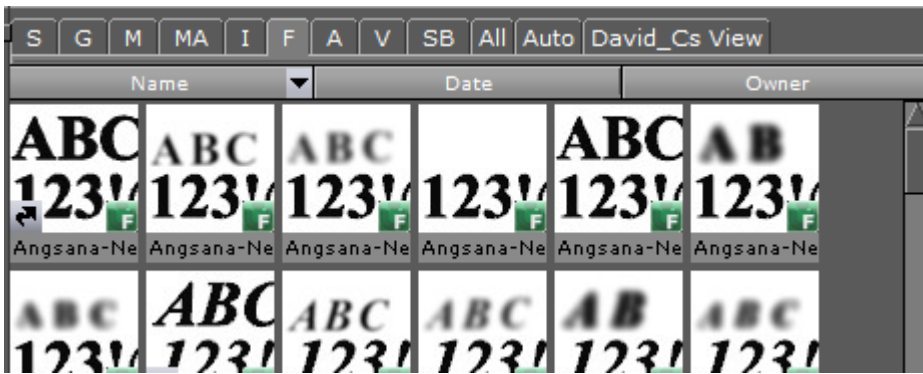 S G M MA I F A V SB All Auto David_Cs View
Name Date Owner
ABC ABC ABC ABC AB
123!( 123!( 123!( 123!( 123!( 123!(
F F F F F F
Angsana-Ne Angsana-Ne Angsana-Ne Angsana-Ne Angsana-Ne Angsana-Ne
ABC ABC ABC ABC AB ABC
123!( 123! 123! 123! 123! 123!